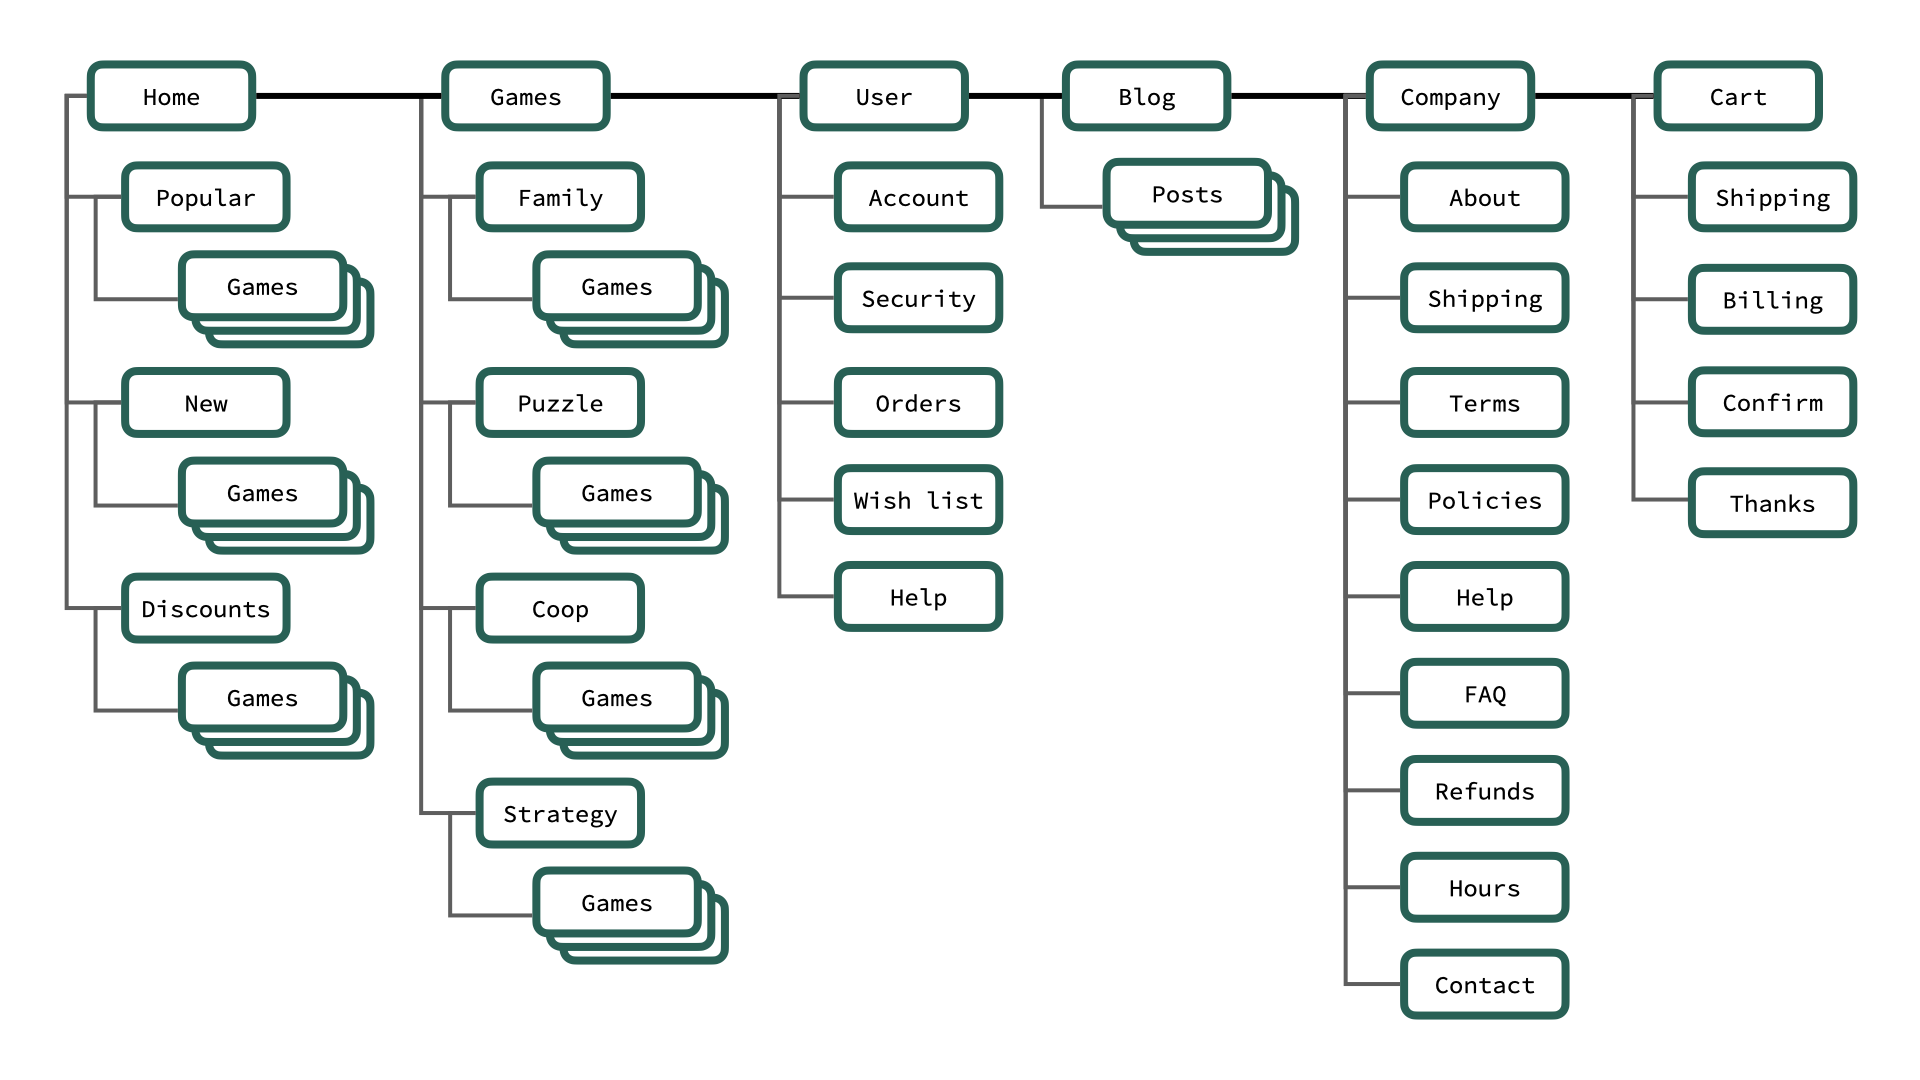 Home
Popular
Games
New
Games
Discounts
Games
Games
Family
Games
Puzzle
Games
Coop
Games
Strategy
Games
User
Account
Security
Orders
Wish list
Help
Blog
Posts
Company
About
Shipping
Terms
Policies
Help
FAQ
Refunds
Hours
Contact
Cart
Shipping
Billing
Confirm
Thanks